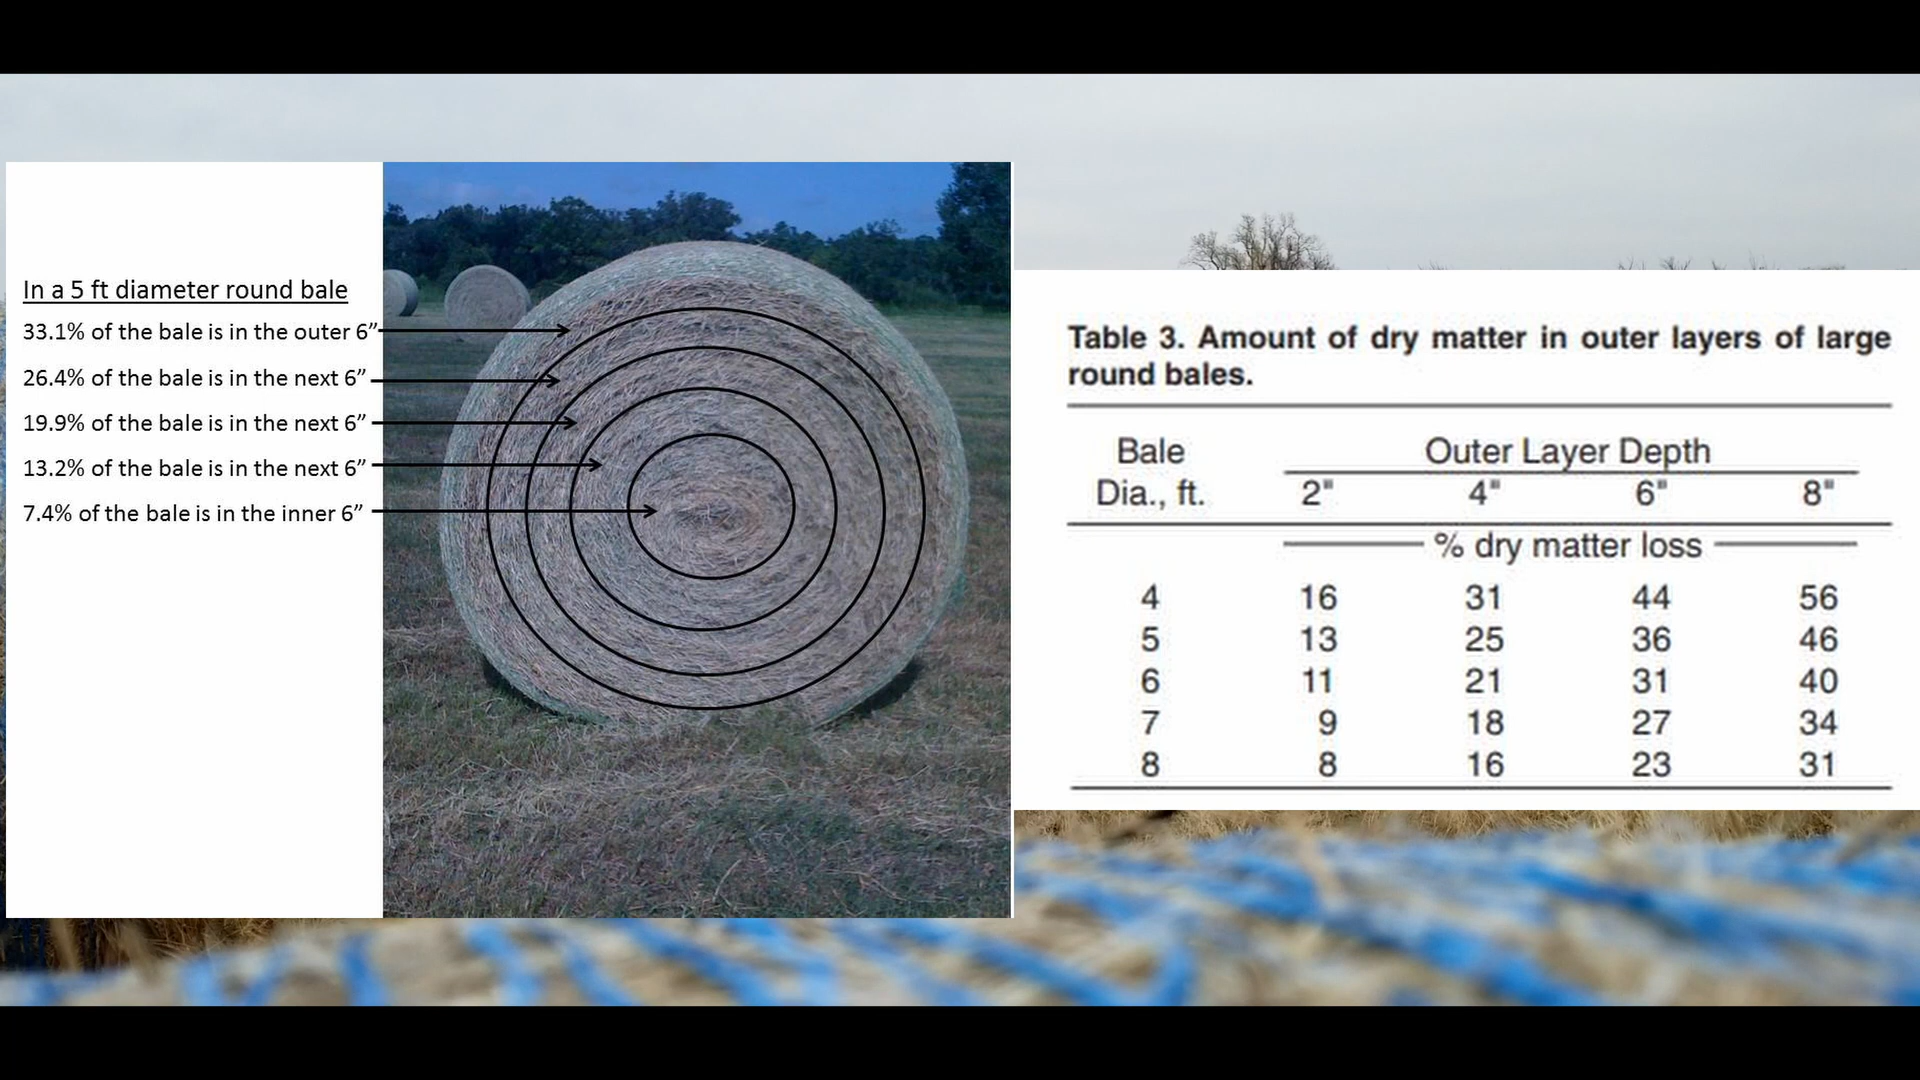 In a 5 ft diameter round bale
33.1% of the bale is in the outer 6”
26.4% of the bale is in the next 6”
19.9% of the bale is in the next 6”
13.2% of the bale is in the next 6”
7.4% of the bale is in the inner 6”
Table 3. Amount of dry matter in outer layers of large
round bales.
Bale Outer Layer Depth
Dia., ft. 2" 4" 6" 8"
% dry matter loss
4 16 31 44 56
5 13 25 36 46
6 11 21 31 40
7 9 18 27 34
8 8 16 23 31